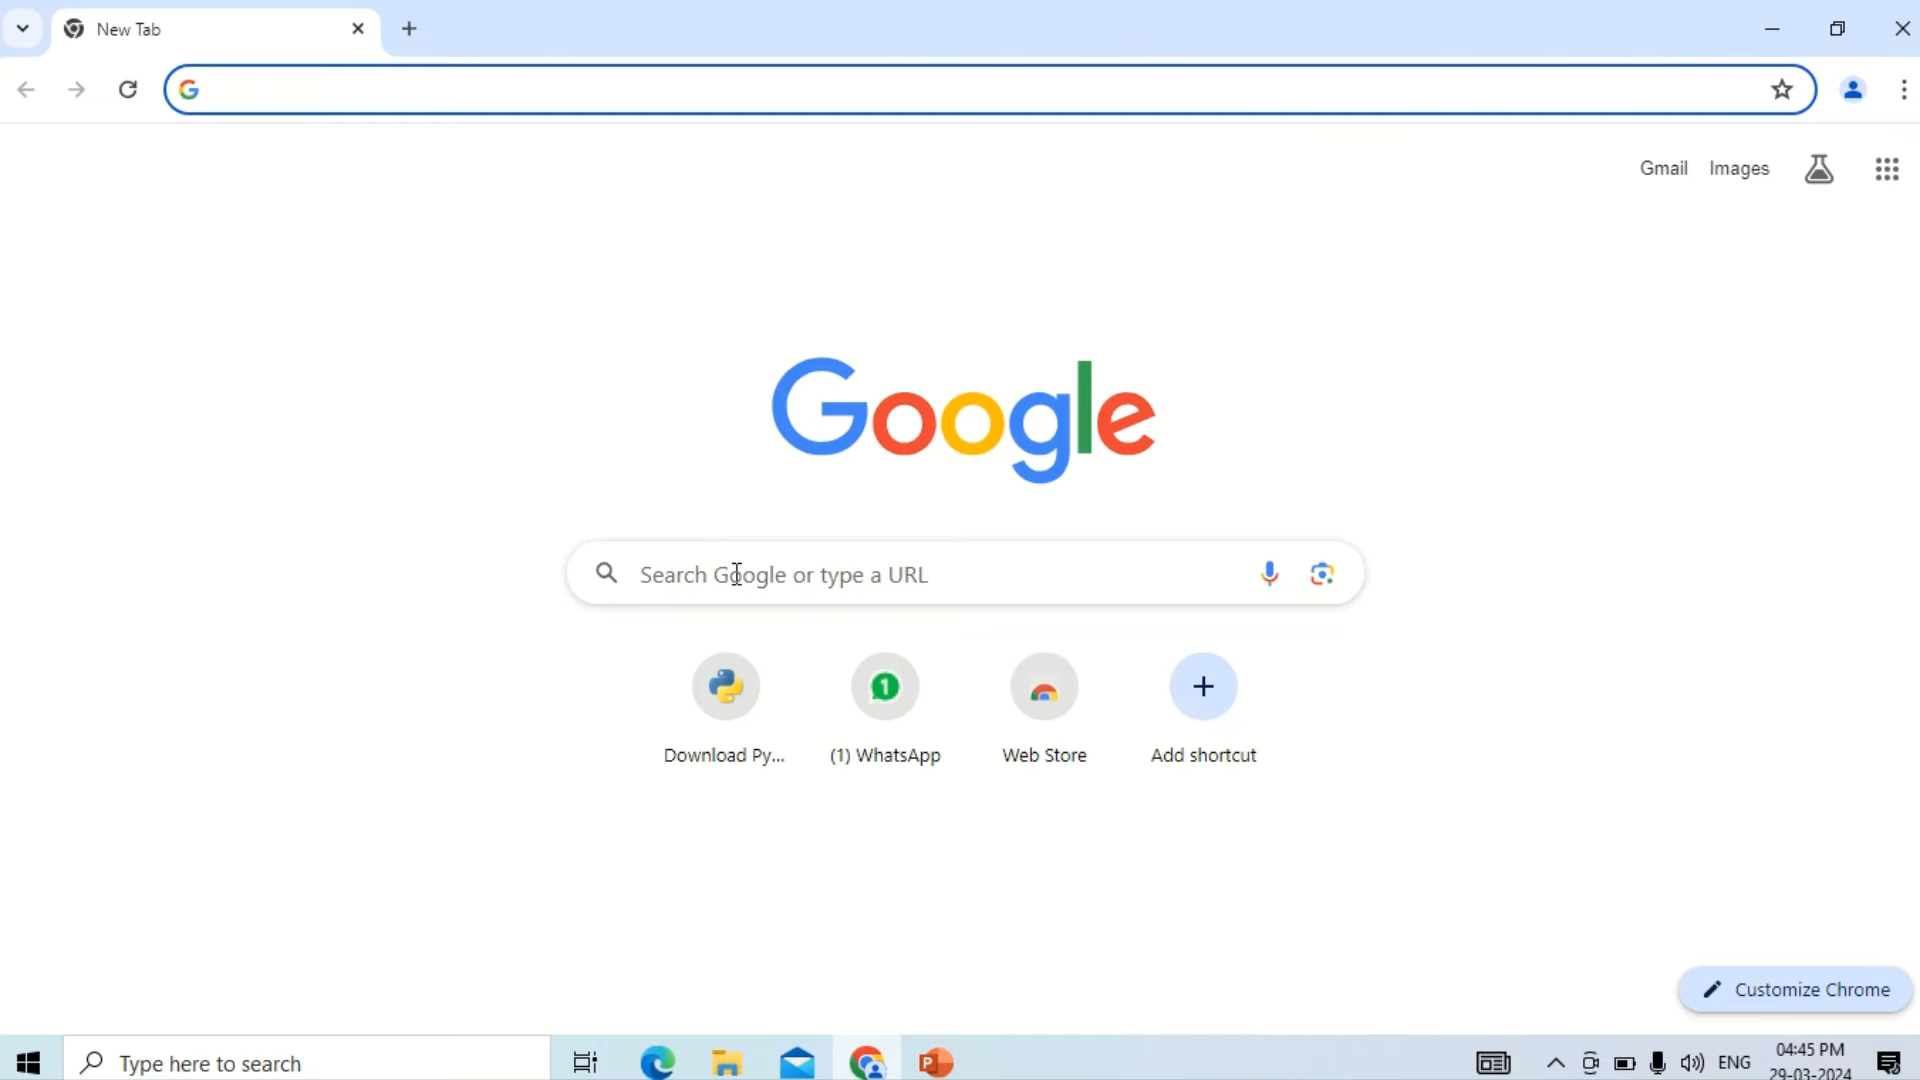 New Tab
Gmail Images
Google
Search Google or type a URL
1
Download Py... (1) WhatsApp Web Store Add shortcut
Customize Chrome
Type here to search
P
ENG
04:45 PM
29-03-2024